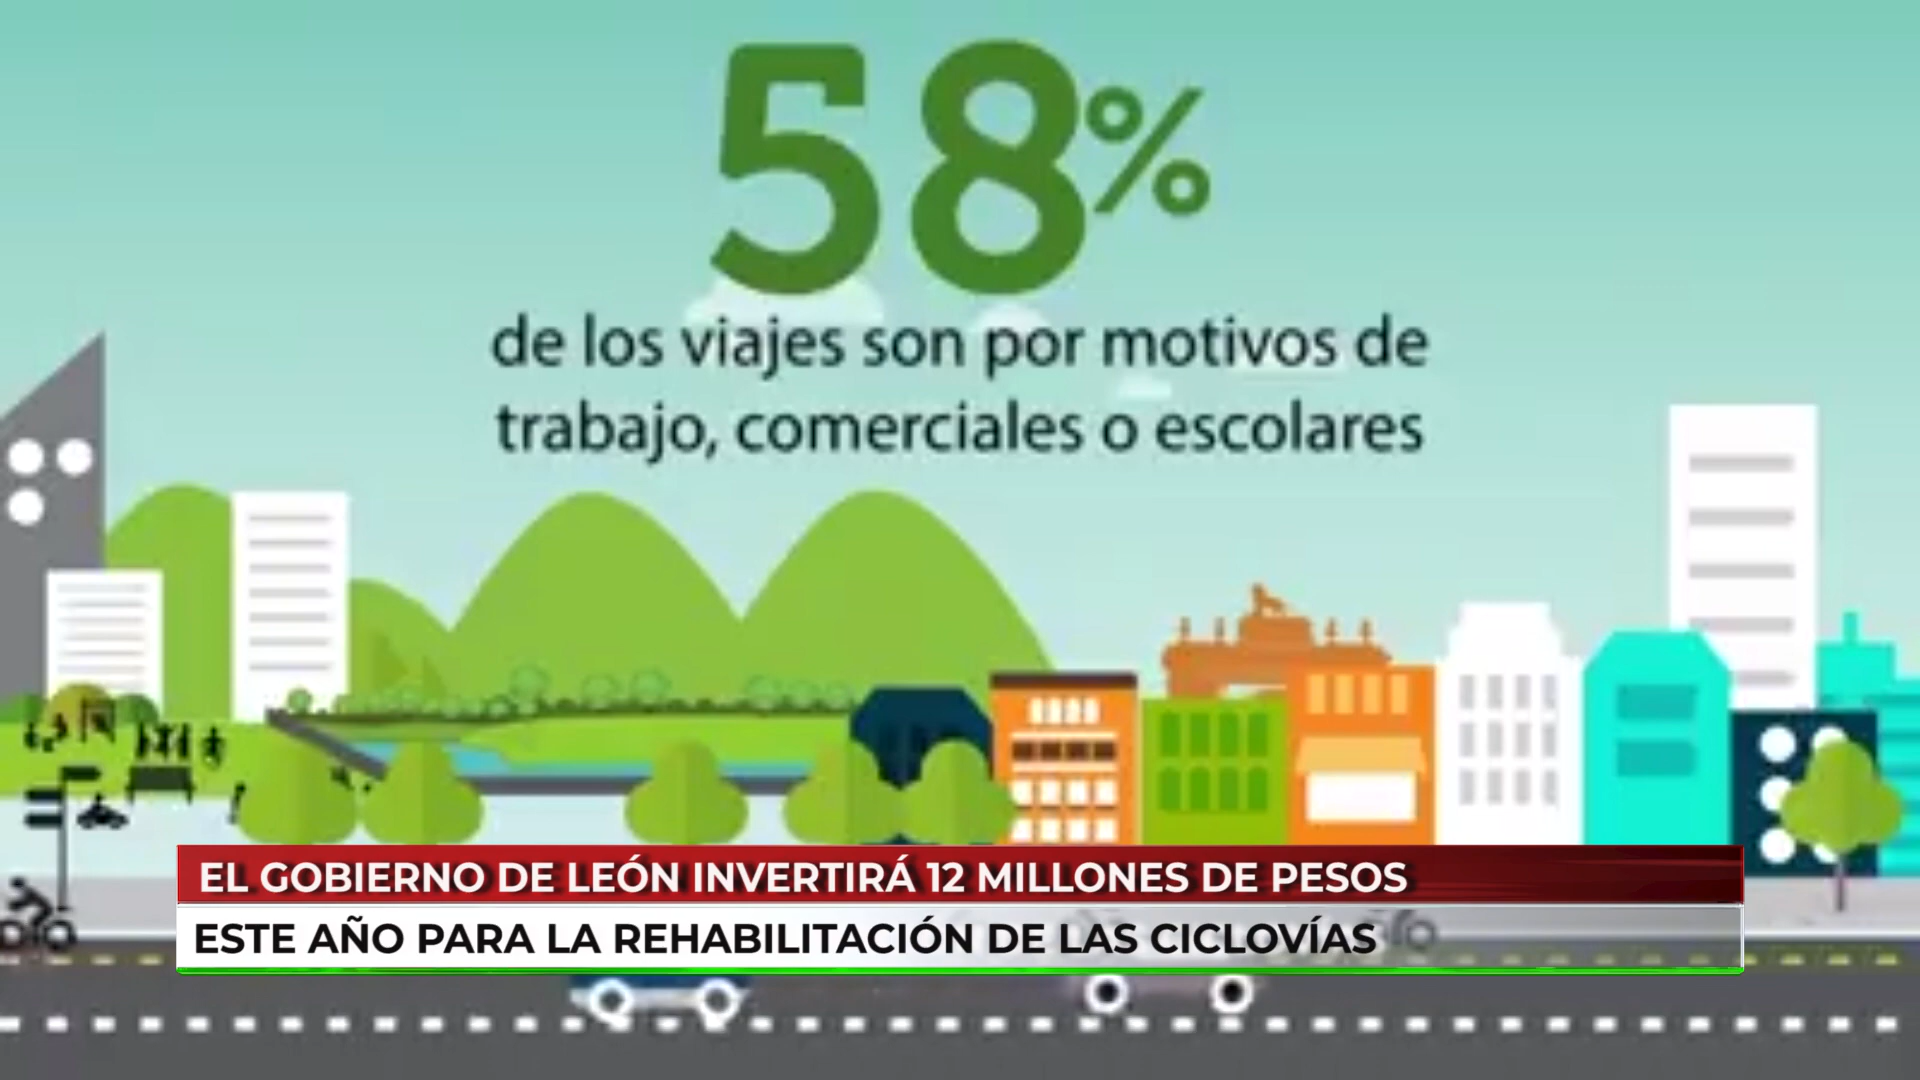 58%
de los viajes son por motivos de
trabajo, comerciales o escolares
EL GOBIERNO DE LEÓN INVERTIRÁ 12 MILLONES DE PESOS
ESTE AÑO PARA LA REHABILITACIÓN DE LAS CICLOVÍAS